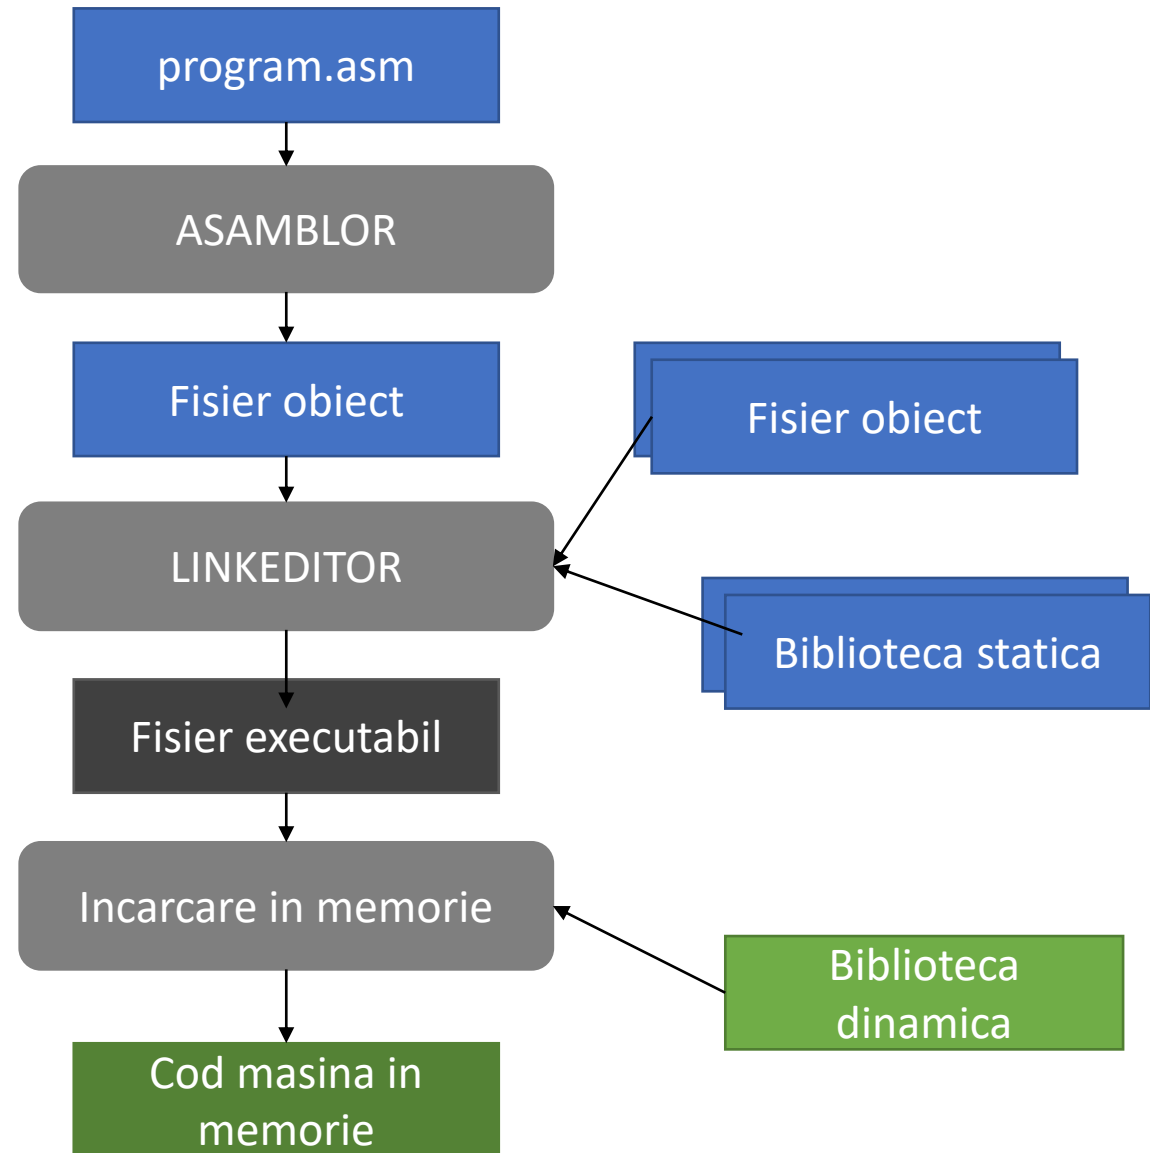 program.asm
ASAMBLOR
Fisier obiect
Fisier obiect
LINKEDITOR
Biblioteca statica
Fisier executabil
Incarcare in memorie
Biblioteca
dinamica
Cod masina in
memorie